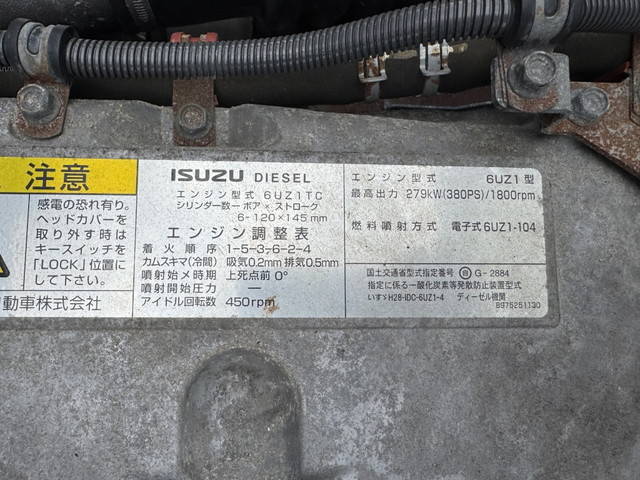 注意
感電の恐れ有り。
ヘッドカバーを
取り外す時は
キースイッチを
「LOCK」位置に
して下さい。
動車株式会社
ISUZU DIESEL
エンジン型式 6UZ1TC
シリンダ数ーボア×ストローク
6-120×145mm
エンジン調整表
着火順序 1-5-3-6-2-4
カムスキマ(冷間) 吸気0.2mm 排気0.5mm
噴射始メ時期 上死点前0°
噴射開始圧力 ー
アイドル回転数 450rpm
エンジン型式 6UZ1型
最高出力 279kW(380PS)/1800rpm
燃料噴射方式 電子式6UZ1-104
国土交通省型式指定番号 G-2884
指定に係る一酸化炭素等発散防止装置型式
いすゞH28-IDC-6UZ1-4 ディーゼル機関
8975251130